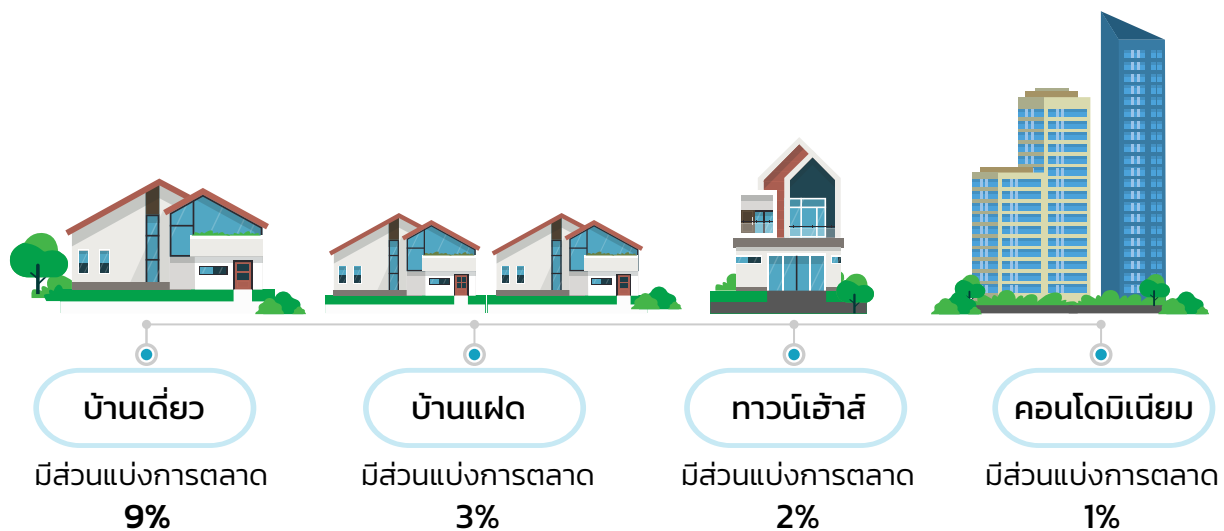 บ้านเดี่ยว
มีส่วนแบ่งการตลาด
9%
บ้านแฝด
มีส่วนแบ่งการตลาด
3%
ทาวน์เฮ้าส์
มีส่วนแบ่งการตลาด
2%
คอนโดมิเนียม
มีส่วนแบ่งการตลาด
1%